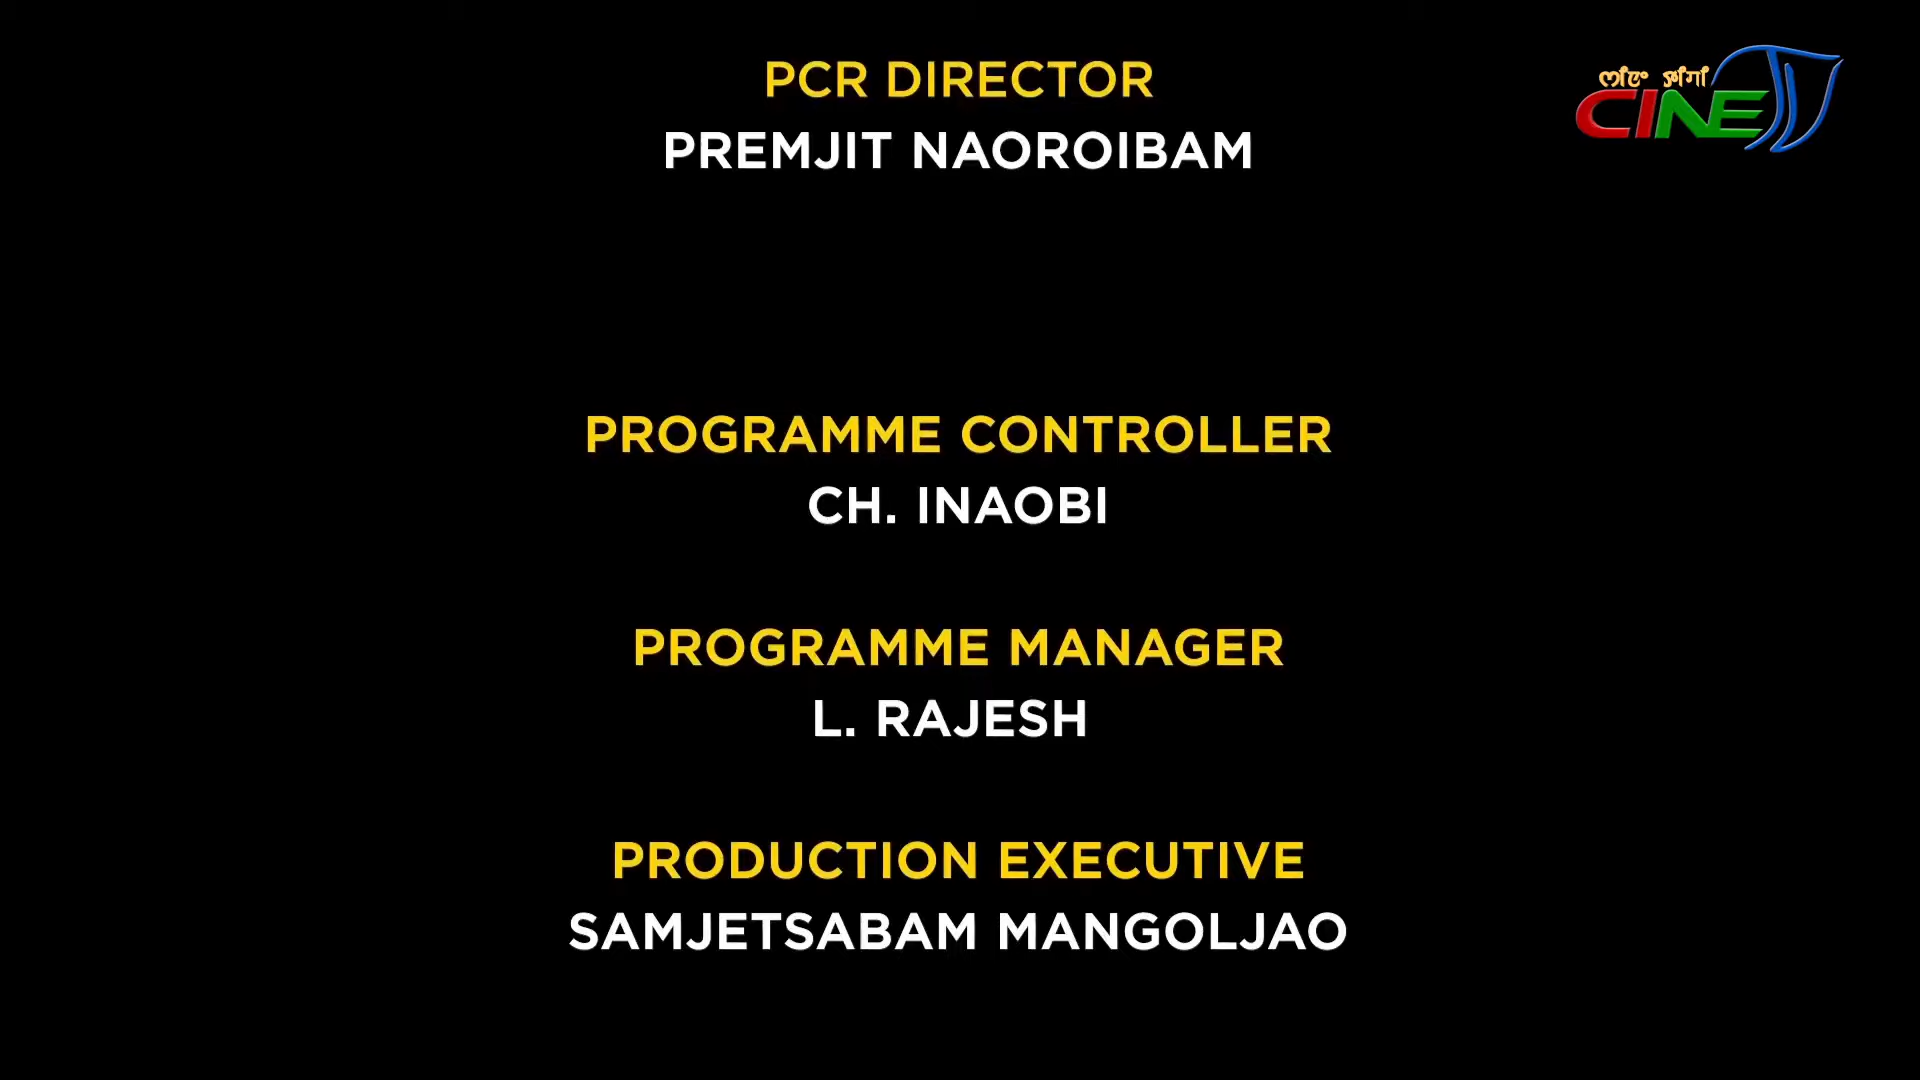 PCR DIRECTOR
PREMJIT NAOROIBAM
CINE
PROGRAMME CONTROLLER
CH. INAOBI
PROGRAMME MANAGER
L. RAJESH
PRODUCTION EXECUTIVE
SAMJETSABAM MANGOLJAO